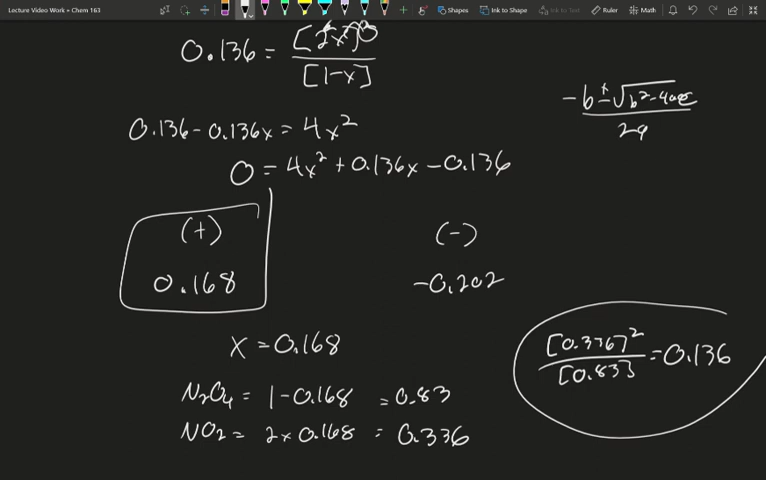 Lecture Video Work » Chem 163
Shapes Ink to Shape Ink to Text Ruler Math
0.136 = [2x]²
[1-x]
-b ± √b²-4ac
2a
0.136 - 0.136x = 4x²
0 = 4x² + 0.136x - 0.136
(+) (-)
0.168 -0.202
X = 0.168
[0.336]² = 0.136
[0.83]
N₂O₄ = 1-0.168 = 0.83
NO₂ = 2 x 0.168 = 0.336